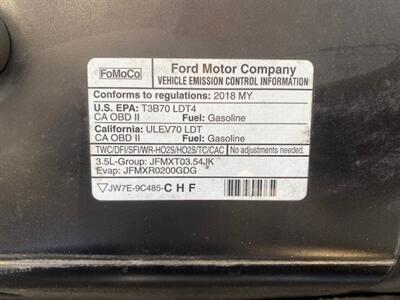 FoMoCo
Ford Motor Company
VEHICLE EMISSION CONTROL INFORMATION
Conforms to regulations: 2018 MY
U.S. EPA: T3B70 LDT4
CA OBD II Fuel: Gasoline
California: ULEV70 LDT
CA OBD II Fuel: Gasoline
TWC/DFI/SFI/WR-HO2S/HO2S/TC/CAC No adjustments needed.
3.5L-Group: JFMXT03.54JK
Evap: JFMXR0200GDG
JW7E-9C485-CHF